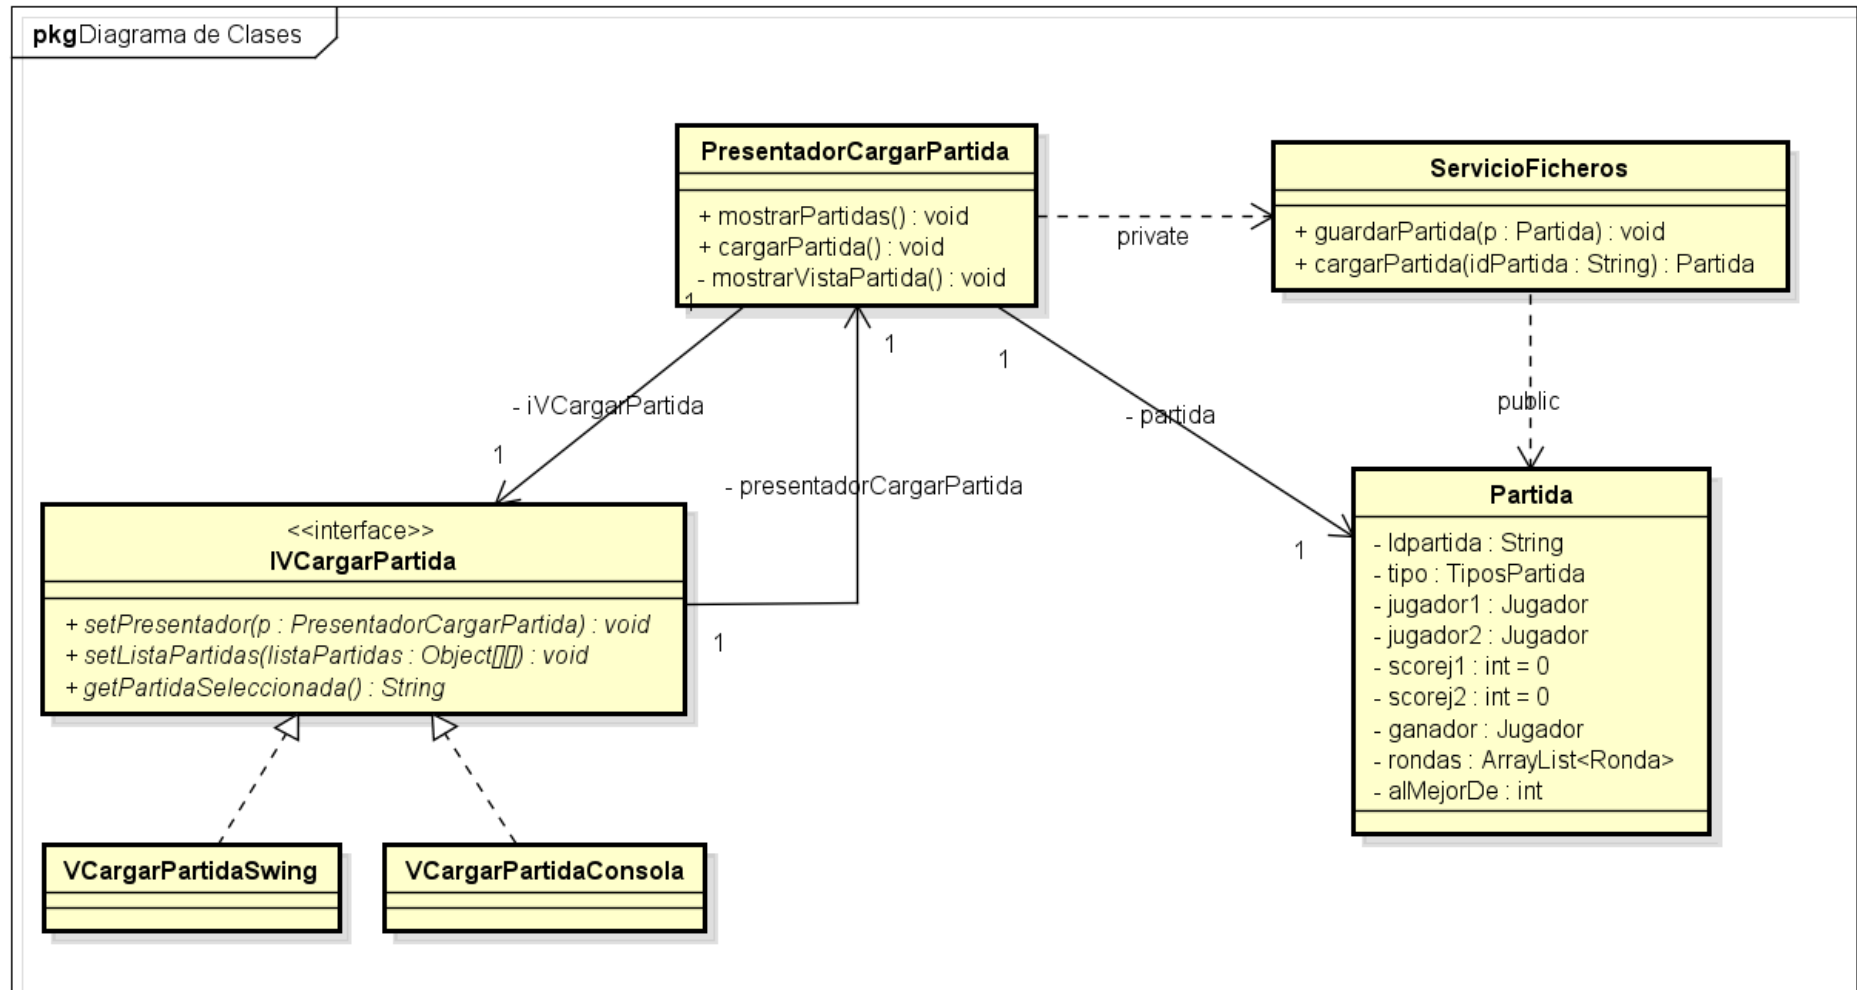 pkgDiagrama de Clases
PresentadorCargarPartida
+ mostrarPartidas() : void
+ cargarPartida() : void
- mostrarVistaPartida() : void
private
ServicioFicheros
+ guardarPartida(p : Partida) : void
+ cargarPartida(idPartida : String) : Partida
1
1
1
- iVCargarPartida
- partida
public
1
- presentadorCargarPartida
1
1
<<interface>>
IVCargarPartida
+ setPresentador(p : PresentadorCargarPartida) : void
+ setListaPartidas(listaPartidas : Object[][]) : void
+ getPartidaSeleccionada() : String
Partida
- Idpartida : String
- tipo : TiposPartida
- jugador1 : Jugador
- jugador2 : Jugador
- scorej1 : int = 0
- scorej2 : int = 0
- ganador : Jugador
- rondas : ArrayList<Ronda>
- alMejorDe : int
VCargarPartidaSwing
VCargarPartidaConsola